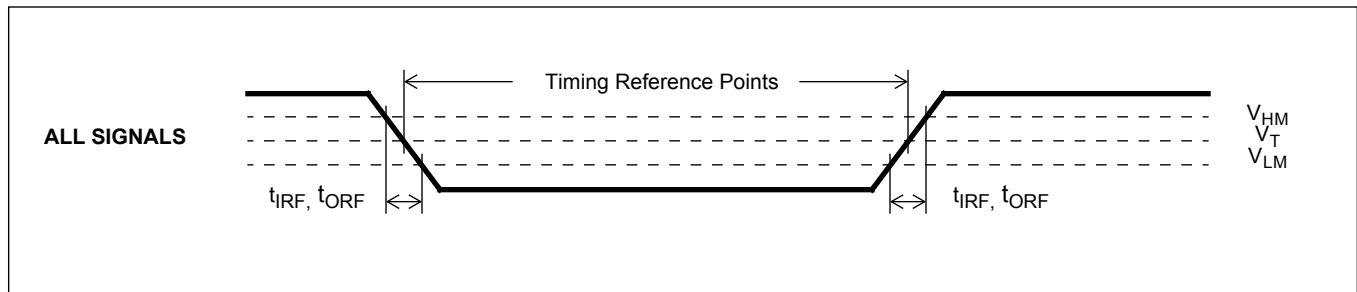 Timing Reference Points
ALL SIGNALS
V_HM
V_T
V_LM
t_IRF, t_ORF
t_IRF, t_ORF